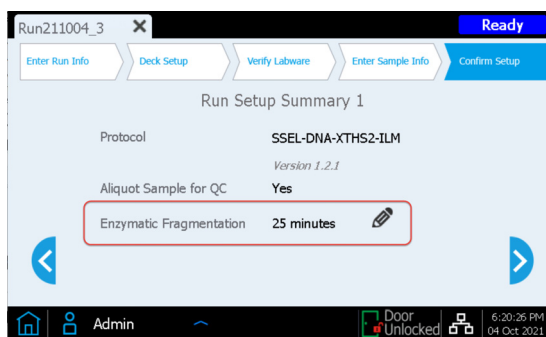 Run211004_3
Ready
Enter Run Info
Deck Setup
Verify Labware
Enter Sample Info
Confirm Setup
Run Setup Summary 1
Protocol SSEL-DNA-XTHS2-ILM
Version 1.2.1
Aliquot Sample for QC Yes
Enzymatic Fragmentation 25 minutes
Admin
Door
Unlocked
6:20:26 PM
04 Oct 2021